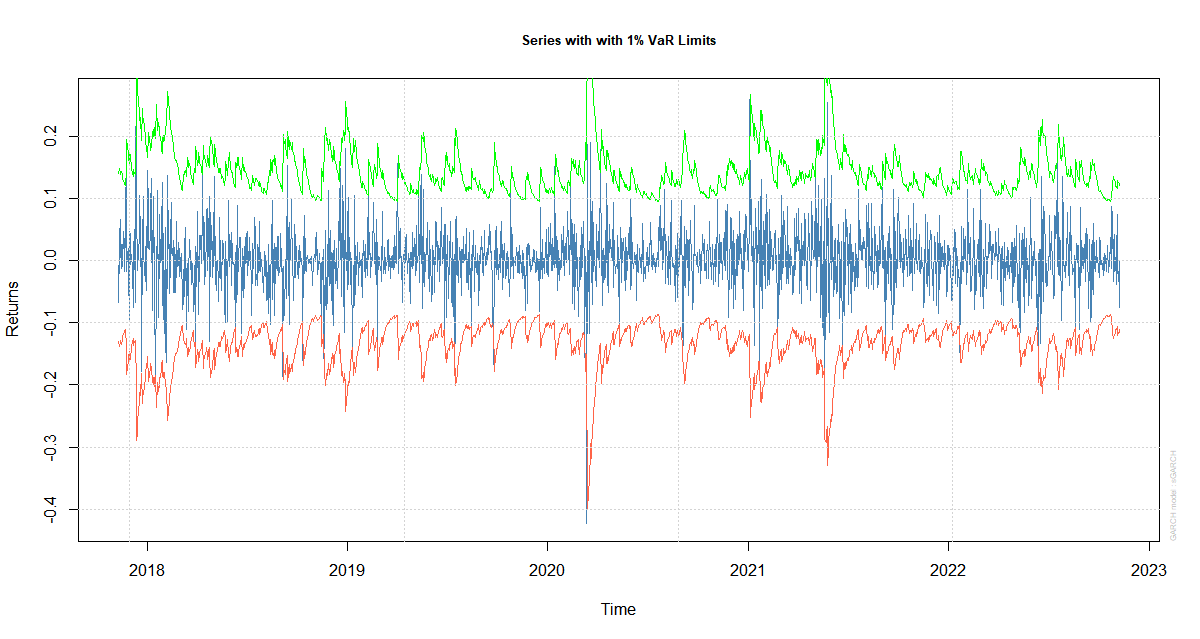 Series with with 1% VaR Limits
Returns
0.2
0.1
0.0
-0.1
-0.2
-0.3
-0.4
2018 2019 2020 2021 2022 2023
Time
GARCH model : sGARCH